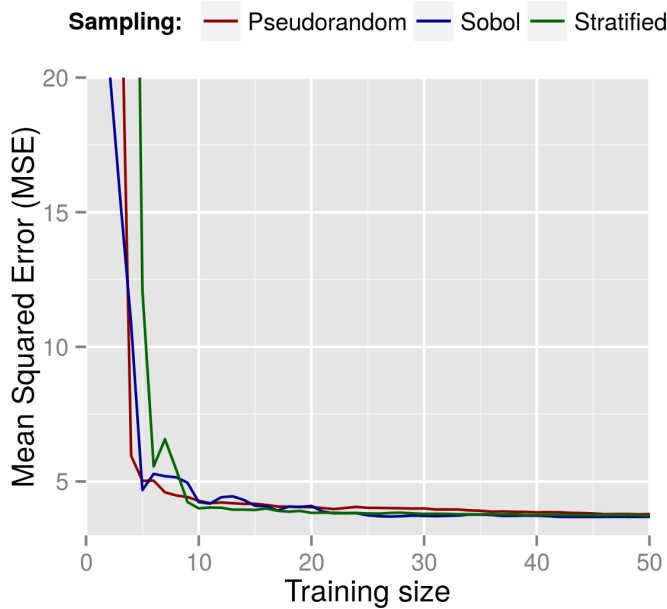 Sampling: Pseudorandom Sobol Stratified
20
15
10
5
Mean Squared Error (MSE)
0 10 20 30 40 50
Training size